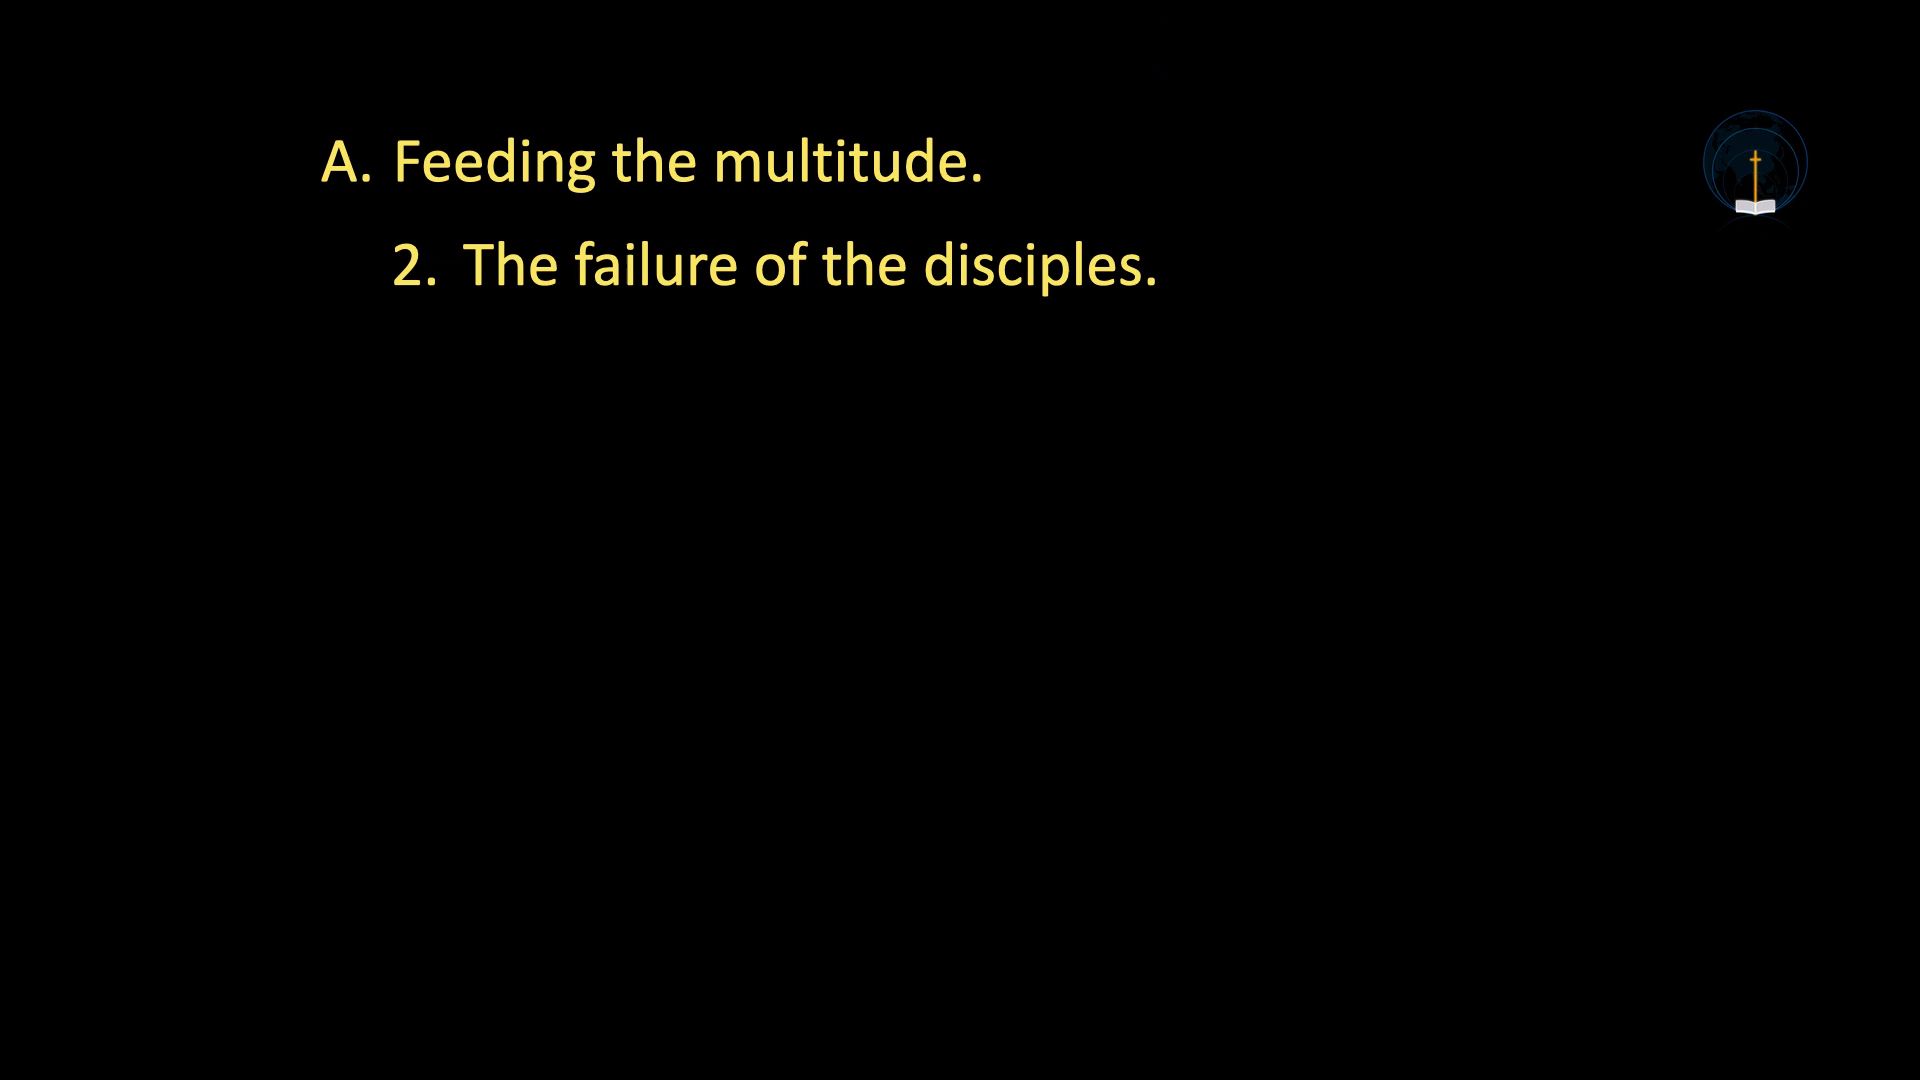 A. Feeding the multitude.
2. The failure of the disciples.